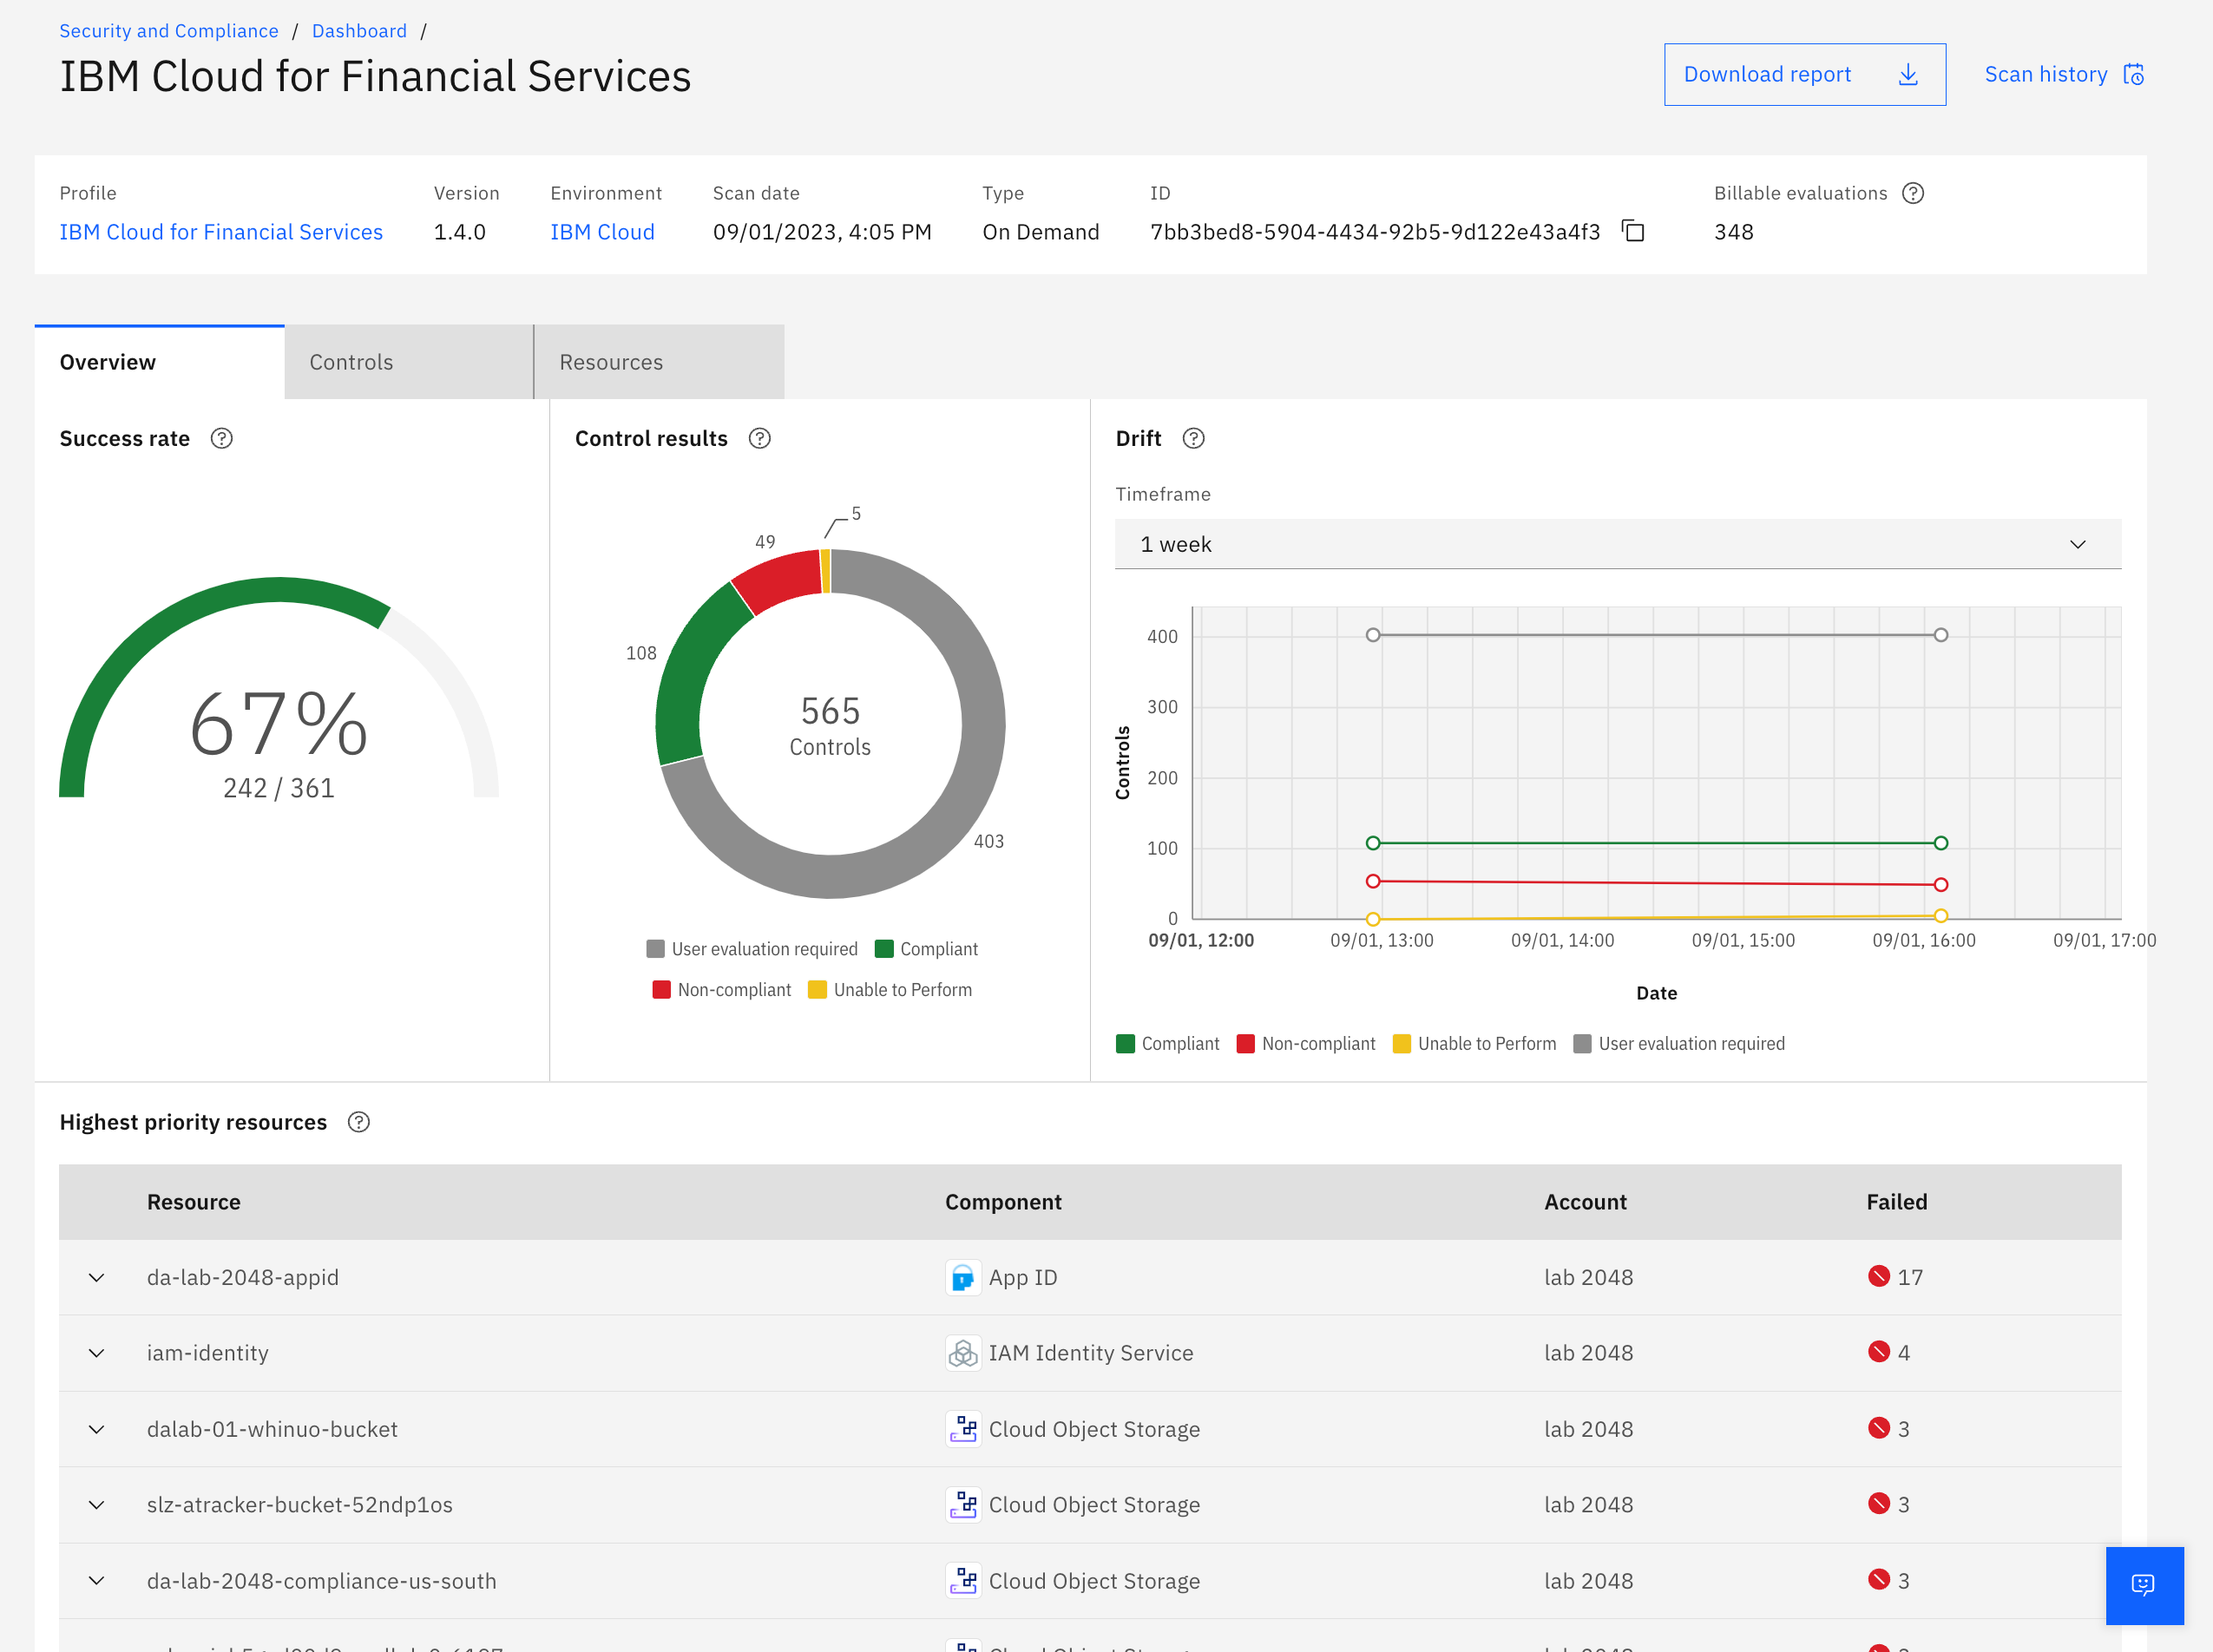 Security and Compliance / Dashboard /
IBM Cloud for Financial Services
Download report
Scan history
Profile Version Environment Scan date Type ID Billable evaluations
IBM Cloud for Financial Services 1.4.0 IBM Cloud 09/01/2023, 4:05 PM On Demand 7bb3bed8-5904-4434-92b5-9d122e43a4f3 348
Overview Controls Resources
Success rate
67%
242 / 361
Control results
5
49
108
565
Controls
403
User evaluation required Compliant
Non-compliant Unable to Perform
Drift
Timeframe
1 week
400
300
200
100
0
Controls
09/01, 12:00 09/01, 13:00 09/01, 14:00 09/01, 15:00 09/01, 16:00 09/01, 17:00
Date
Compliant Non-compliant Unable to Perform User evaluation required
Highest priority resources
Resource Component Account Failed
da-lab-2048-appid App ID lab 2048 17
iam-identity IAM Identity Service lab 2048 4
dalab-01-whinuo-bucket Cloud Object Storage lab 2048 3
slz-atracker-bucket-52ndp1os Cloud Object Storage lab 2048 3
da-lab-2048-compliance-us-south Cloud Object Storage lab 2048 3
Cloud Object Storage lab 2048